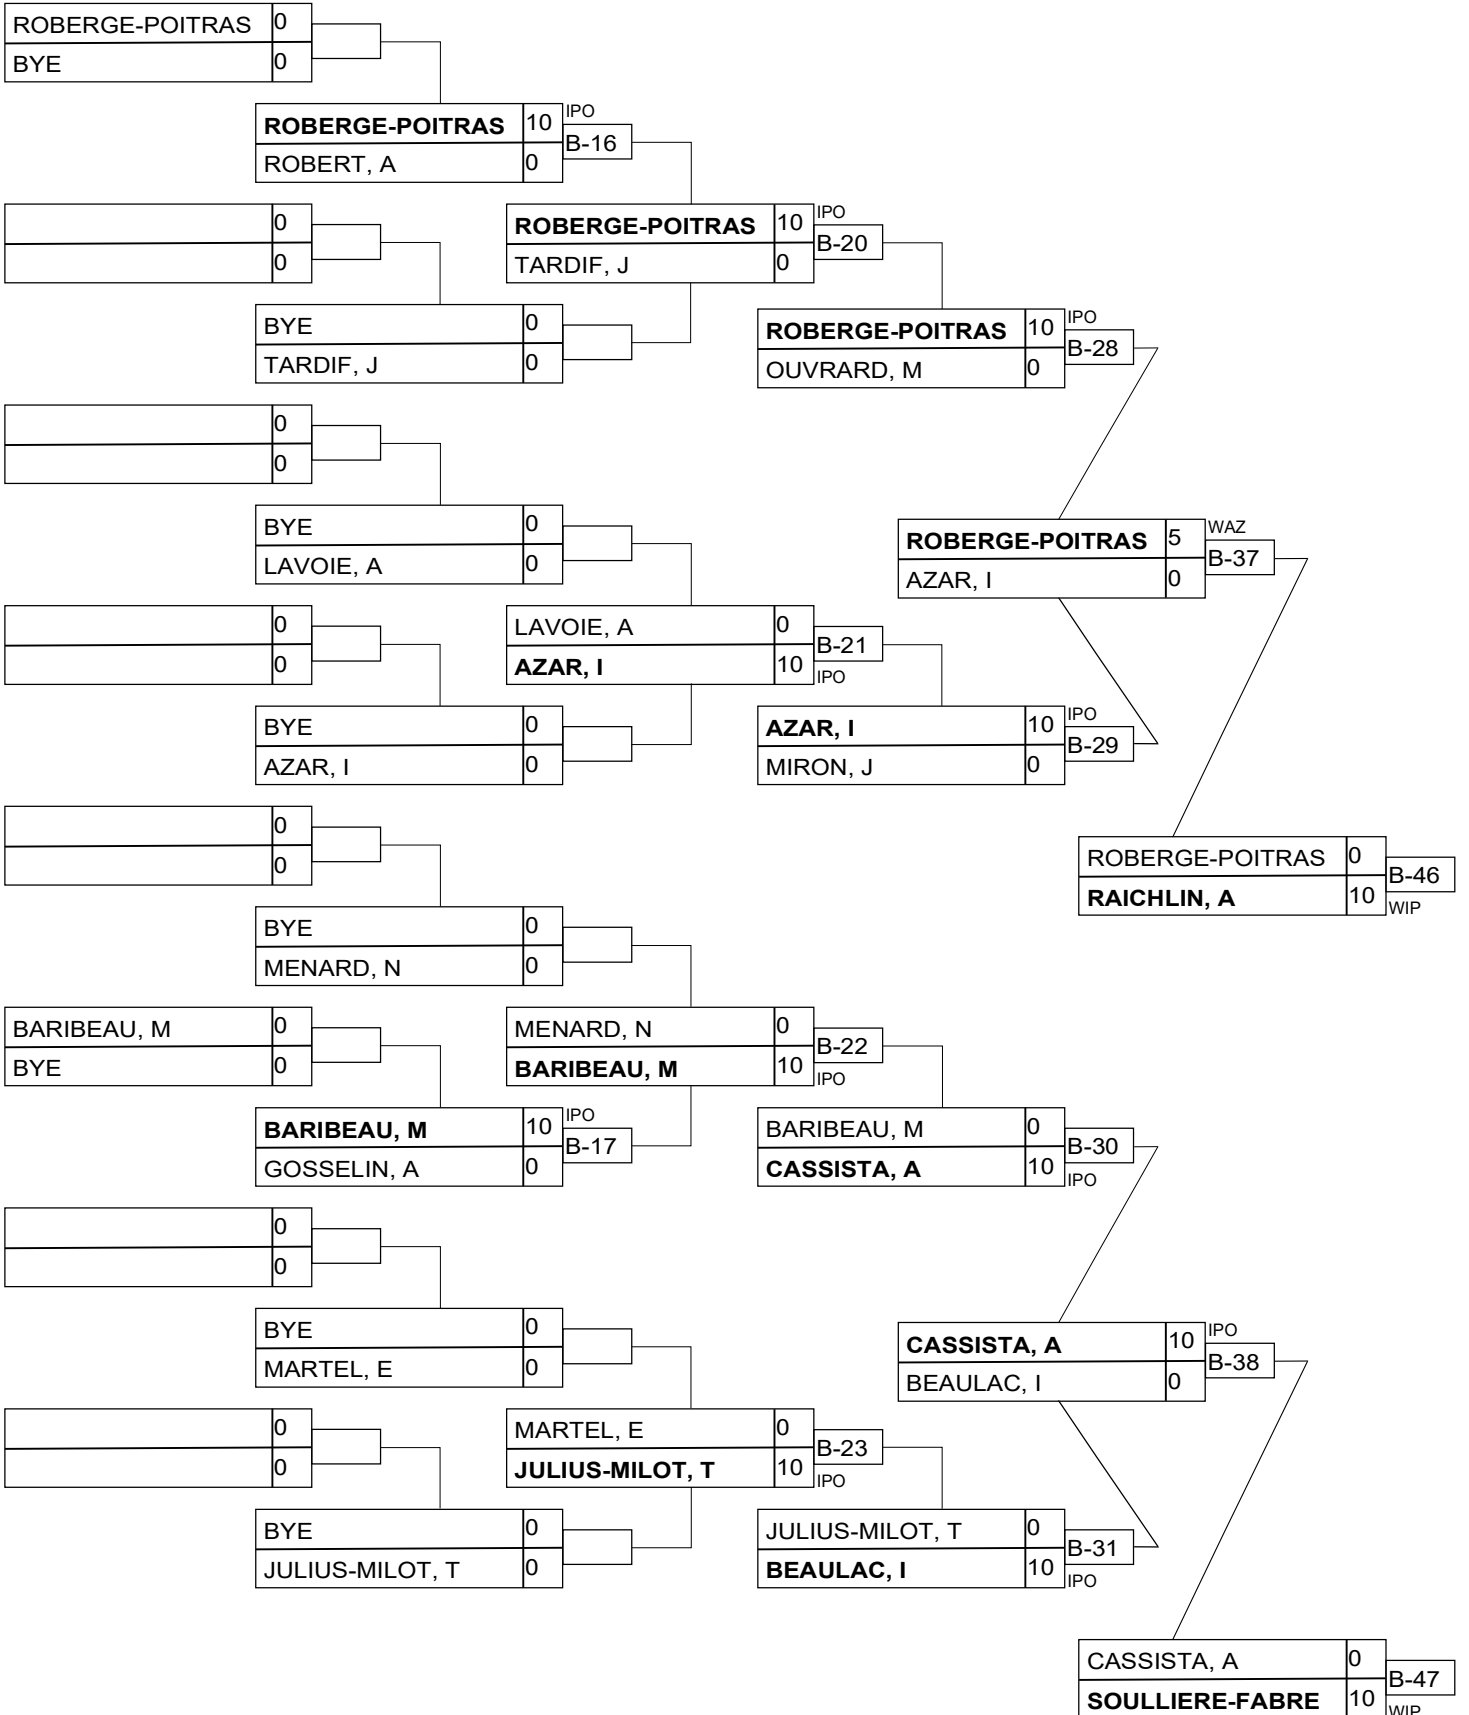 ROBERGE-POITRAS 0
BYE 0
ROBERGE-POITRAS 10 IPO
B-16
ROBERT, A 0
0
0
ROBERGE-POITRAS 10 IPO
B-20
TARDIF, J 0
BYE 0
TARDIF, J 0
ROBERGE-POITRAS 10 IPO
B-28
OUVRARD, M 0
0
0
BYE 0
LAVOIE, A 0
ROBERGE-POITRAS 5 WAZ
B-37
AZAR, I 0
0
0
LAVOIE, A 0
B-21
AZAR, I 10 IPO
BYE 0
AZAR, I 0
AZAR, I 10 IPO
B-29
MIRON, J 0
0
0
ROBERGE-POITRAS 0
B-46
RAICHLIN, A 10 WIP
BYE 0
MENARD, N 0
BARIBEAU, M 0
BYE 0
MENARD, N 0
B-22
BARIBEAU, M 10 IPO
BARIBEAU, M 10 IPO
B-17
GOSSELIN, A 0
BARIBEAU, M 0
B-30
CASSISTA, A 10 IPO
0
0
BYE 0
MARTEL, E 0
CASSISTA, A 10 IPO
B-38
BEAULAC, I 0
0
0
MARTEL, E 0
B-23
JULIUS-MILOT, T 10 IPO
BYE 0
JULIUS-MILOT, T 0
JULIUS-MILOT, T 0
B-31
BEAULAC, I 10 IPO
CASSISTA, A 0
B-47
SOULLIERE-FABRE 10 WIP